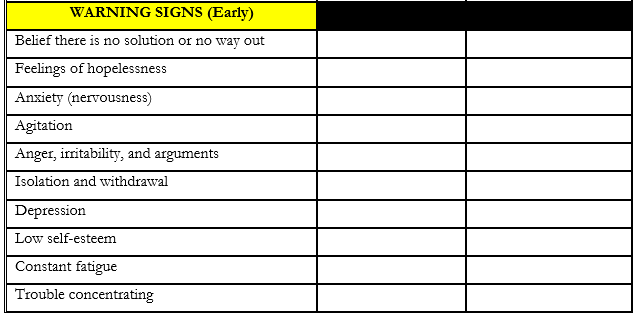 WARNING SIGNS (Early)
Belief there is no solution or no way out
Feelings of hopelessness
Anxiety (nervousness)
Agitation
Anger, irritability, and arguments
Isolation and withdrawal
Depression
Low self-esteem
Constant fatigue
Trouble concentrating